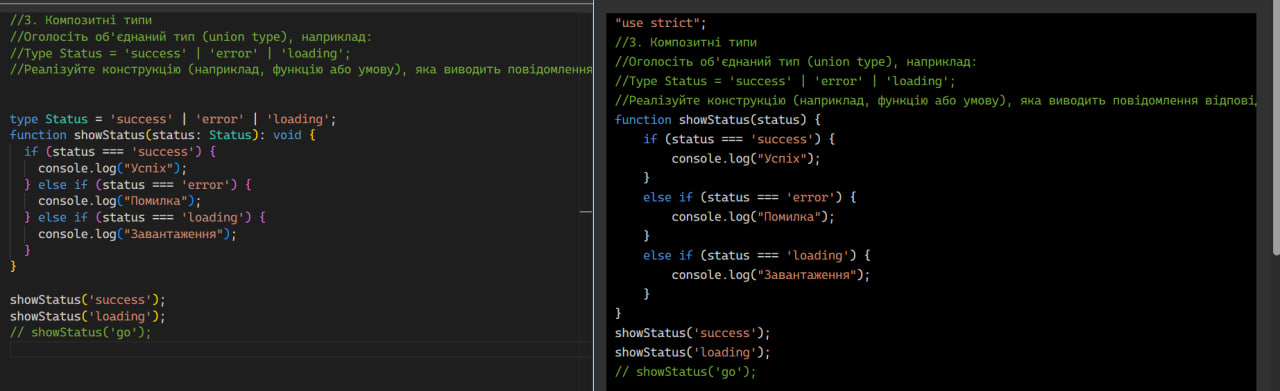 //3. Композитні типи
//Оголосіть об'єднаний тип (union type), наприклад:
//Type Status = 'success' | 'error' | 'loading';
//Реалізуйте конструкцію (наприклад, функцію або умову), яка виводить повідомлення
type Status = 'success' | 'error' | 'loading';
function showStatus(status: Status): void {
if (status === 'success') {
console.log("Успіх");
} else if (status === 'error') {
console.log("Помилка");
} else if (status === 'loading') {
console.log("Завантаження");
}
}
showStatus('success');
showStatus('loading');
// showStatus('go');
"use strict";
//3. Композитні типи
//Оголосіть об'єднаний тип (union type), наприклад:
//Type Status = 'success' | 'error' | 'loading';
//Реалізуйте конструкцію (наприклад, функцію або умову), яка виводить повідомлення відпові
function showStatus(status) {
if (status === 'success') {
console.log("Успіх");
}
else if (status === 'error') {
console.log("Помилка");
}
else if (status === 'loading') {
console.log("Завантаження");
}
}
showStatus('success');
showStatus('loading');
// showStatus('go');